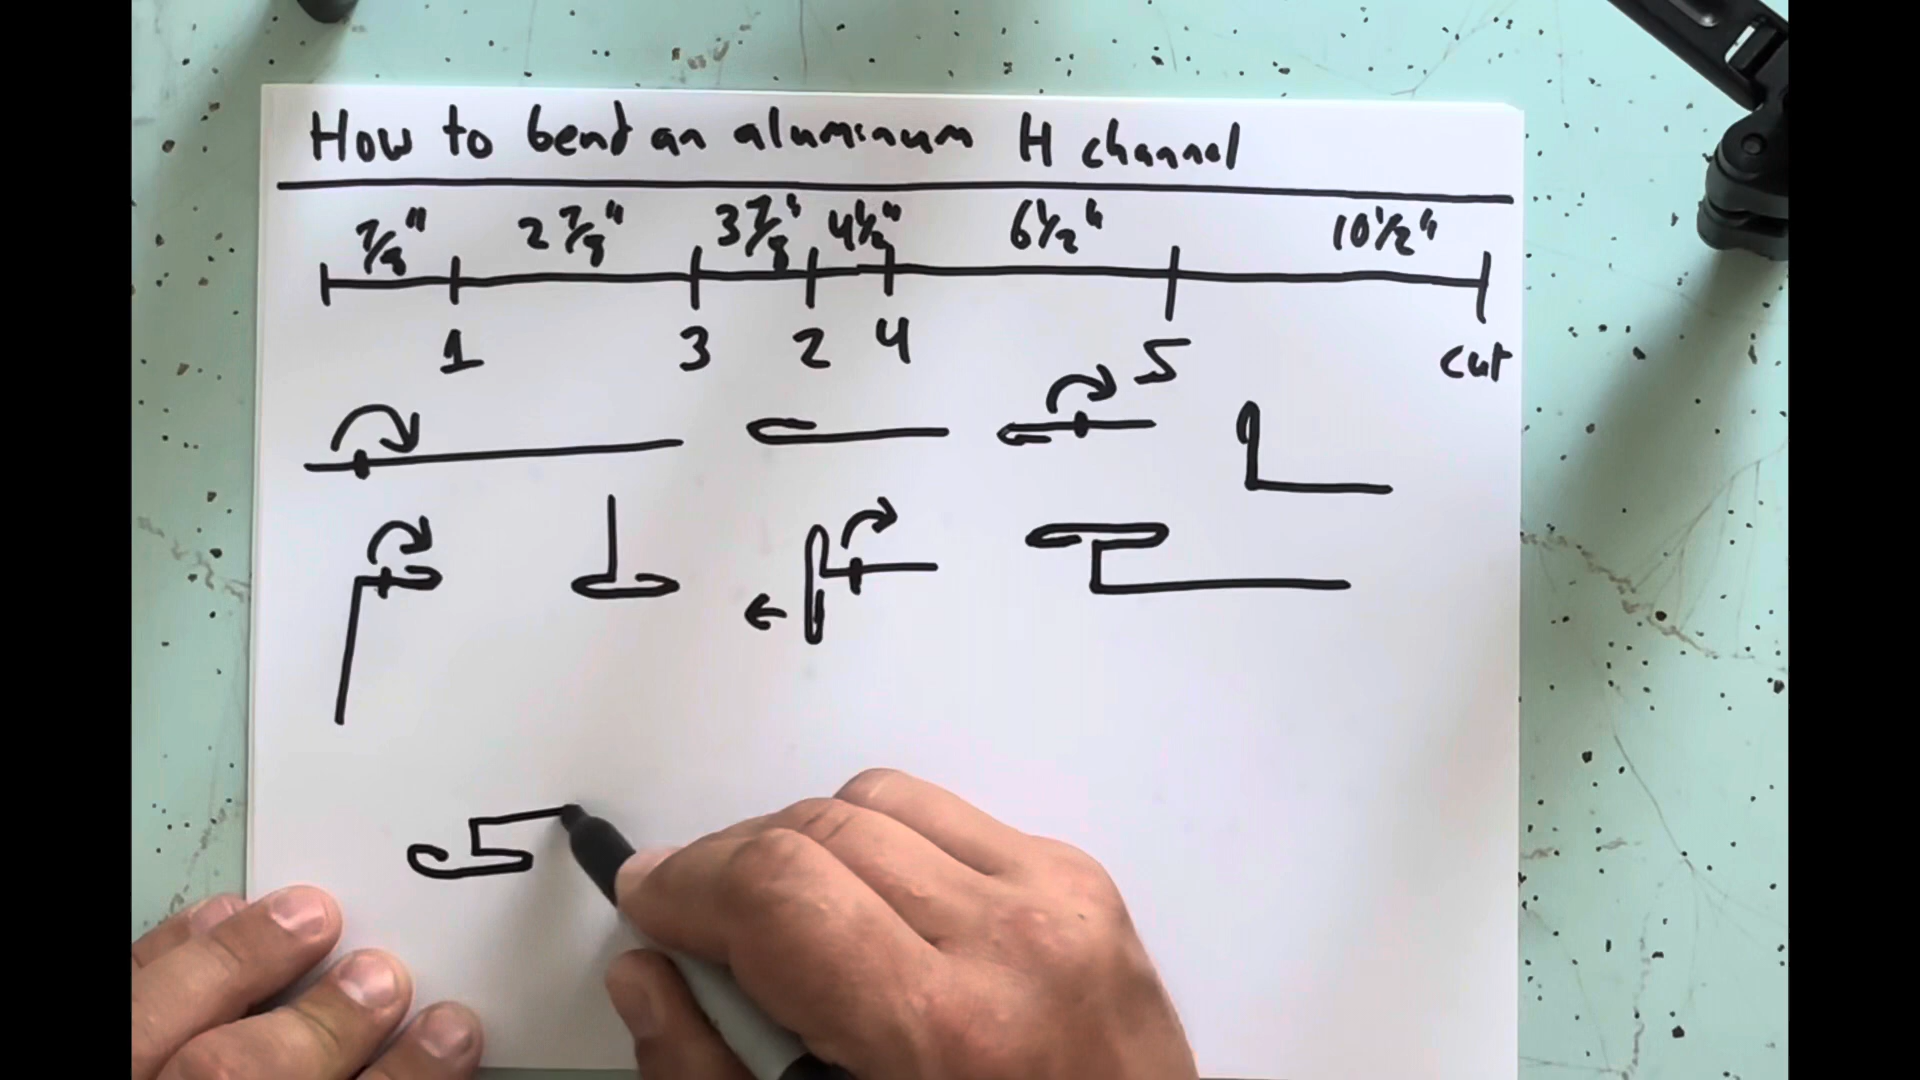 How to bend an aluminum H channel
7/8" 2 7/8" 3 7/8" 4 1/2" 6 1/2" 10 1/2"
1 3 2 4 5 cut